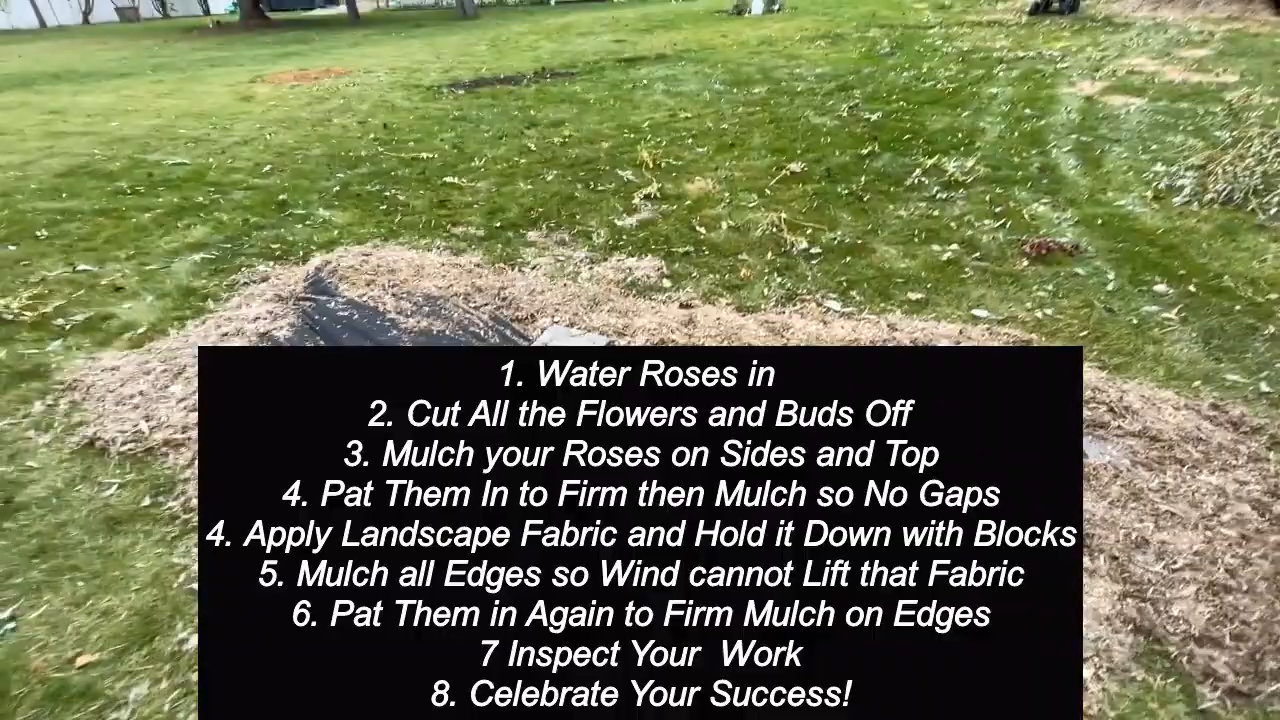 1. Water Roses in
2. Cut All the Flowers and Buds Off
3. Mulch your Roses on Sides and Top
4. Pat Them In to Firm then Mulch so No Gaps
4. Apply Landscape Fabric and Hold it Down with Blocks
5. Mulch all Edges so Wind cannot Lift that Fabric
6. Pat Them in Again to Firm Mulch on Edges
7 Inspect Your  Work
8. Celebrate Your Success!